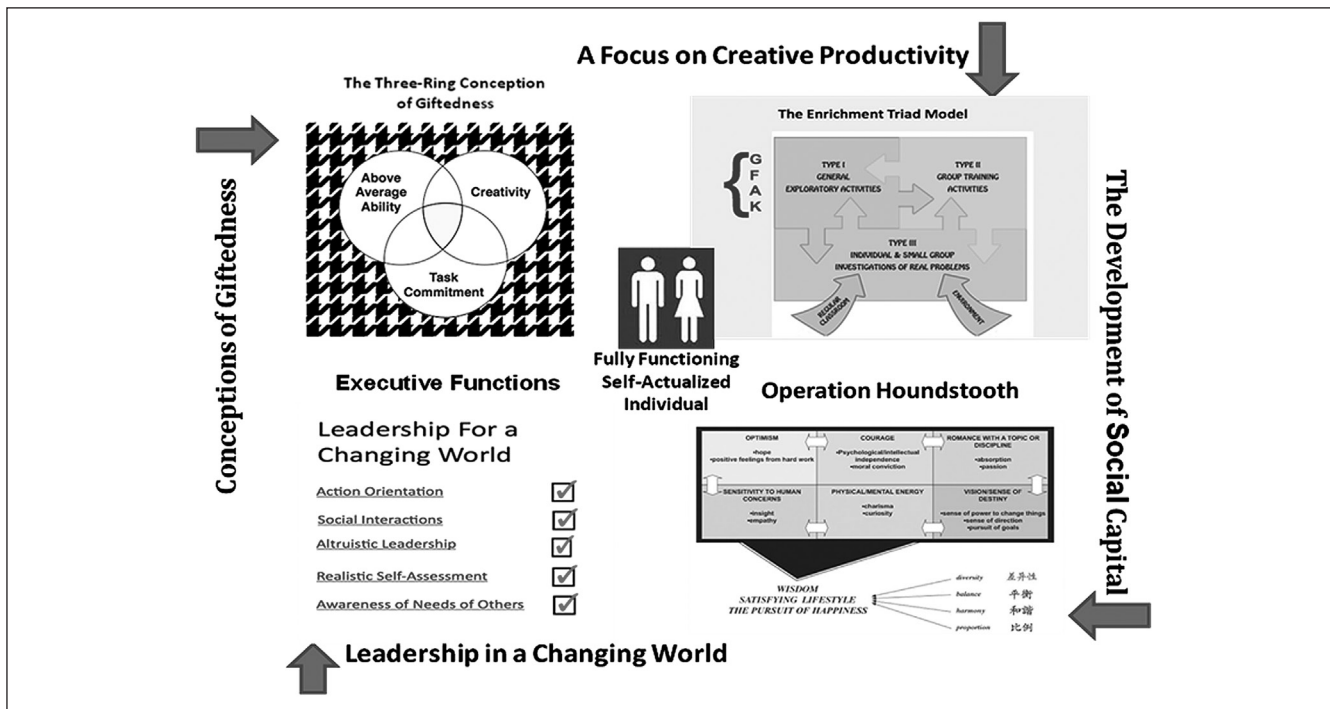 A Focus on Creative Productivity
The Three-Ring Conception
of Giftedness
Above
Average
Ability
Creativity
Task
Commitment
Conceptions of Giftedness
The Enrichment Triad Model
G
F
A
K
TYPE I
GENERAL
EXPLORATORY ACTIVITIES
TYPE II
GROUP TRAINING
ACTIVITIES
TYPE III
INDIVIDUAL & SMALL GROUP
INVESTIGATIONS OF REAL PROBLEMS
REGULAR
CLASSROOM
ENVIRONMENT
The Development of Social Capital
Fully Functioning
Self-Actualized
Individual
Executive Functions
Leadership For a
Changing World
Action Orientation
Social Interactions
Altruistic Leadership
Realistic Self-Assessment
Awareness of Needs of Others
Operation Houndstooth
OPTIMISM
•hope
•positive feelings from hard work
COURAGE
•Psychological/intellectual
independence
•moral conviction
ROMANCE WITH A TOPIC OR
DISCIPLINE
•absorption
•passion
SENSITIVITY TO HUMAN
CONCERNS
•insight
•empathy
PHYSICAL/MENTAL ENERGY
•charisma
•curiosity
VISION/SENSE OF
DESTINY
•sense of power to change things
•sense of direction
•pursuit of goals
WISDOM
SATISFYING LIFESTYLE
THE PURSUIT OF HAPPINESS
diversity 差异性
balance 平衡
harmony 和諧
proportion 比例
Leadership in a Changing World